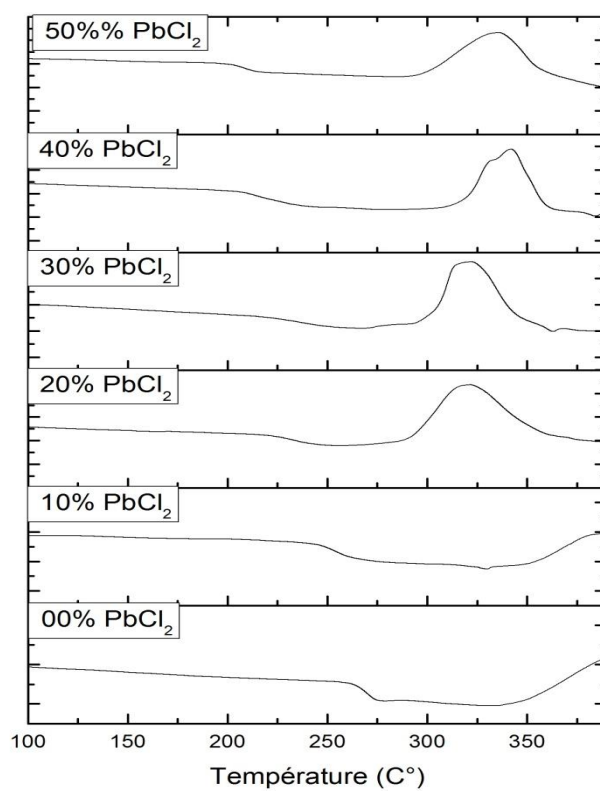 50%% PbCl₂
40% PbCl₂
30% PbCl₂
20% PbCl₂
10% PbCl₂
00% PbCl₂
100 150 200 250 300 350
Température (C°)